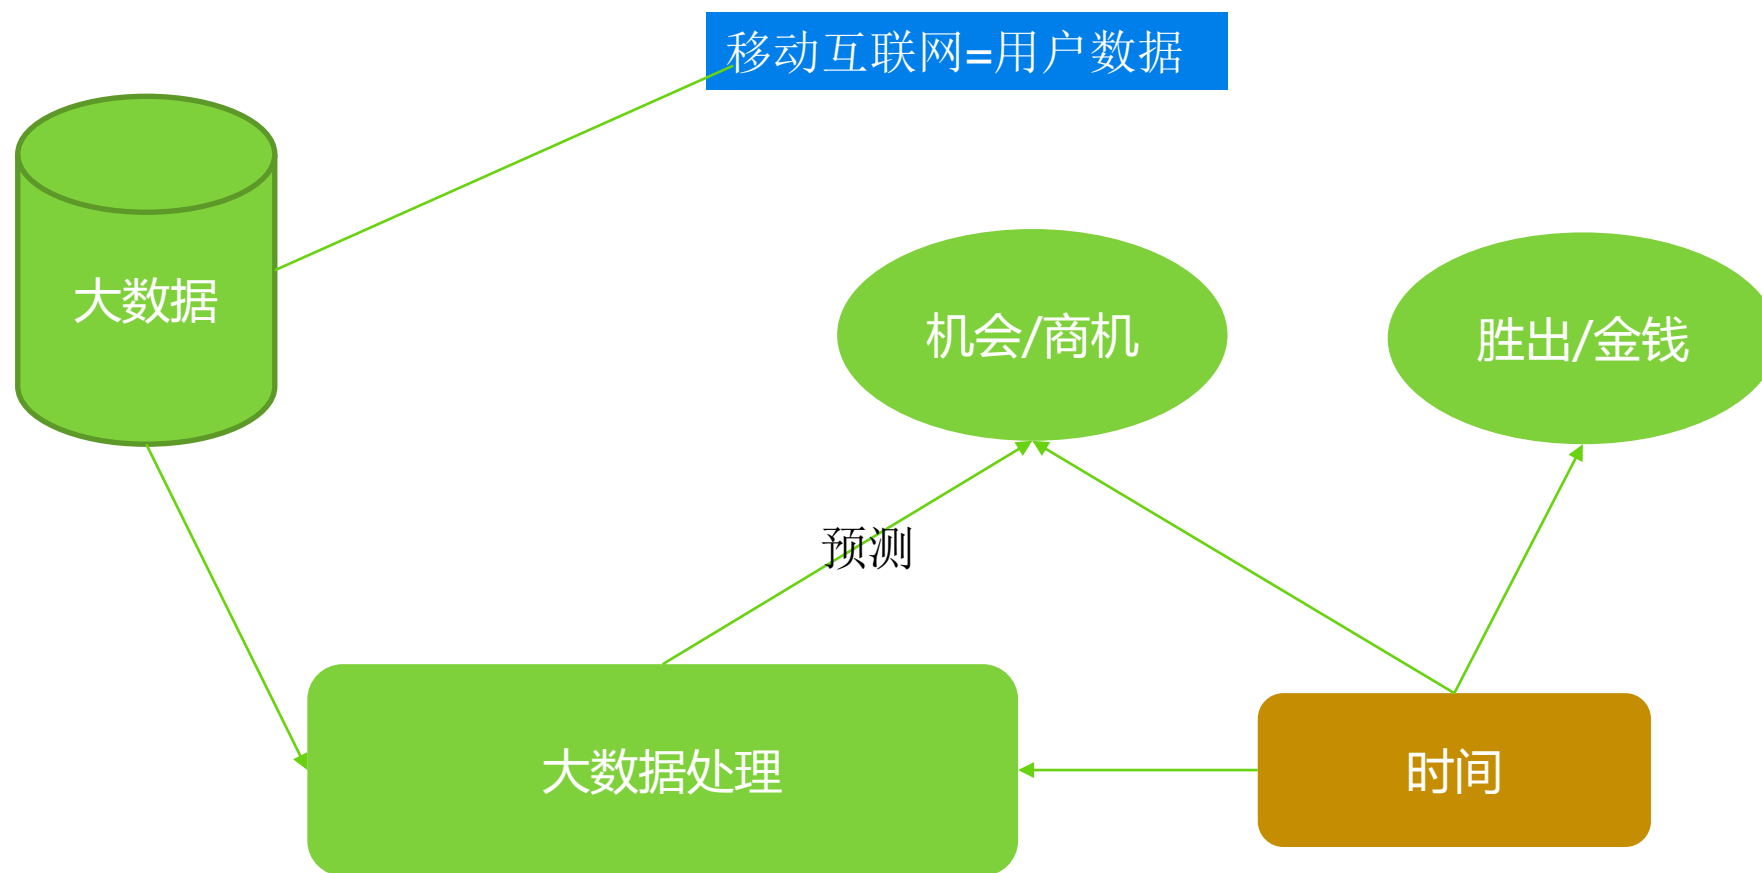 移动互联网=用户数据
大数据
机会/商机
胜出/金钱
预测
大数据处理
时间